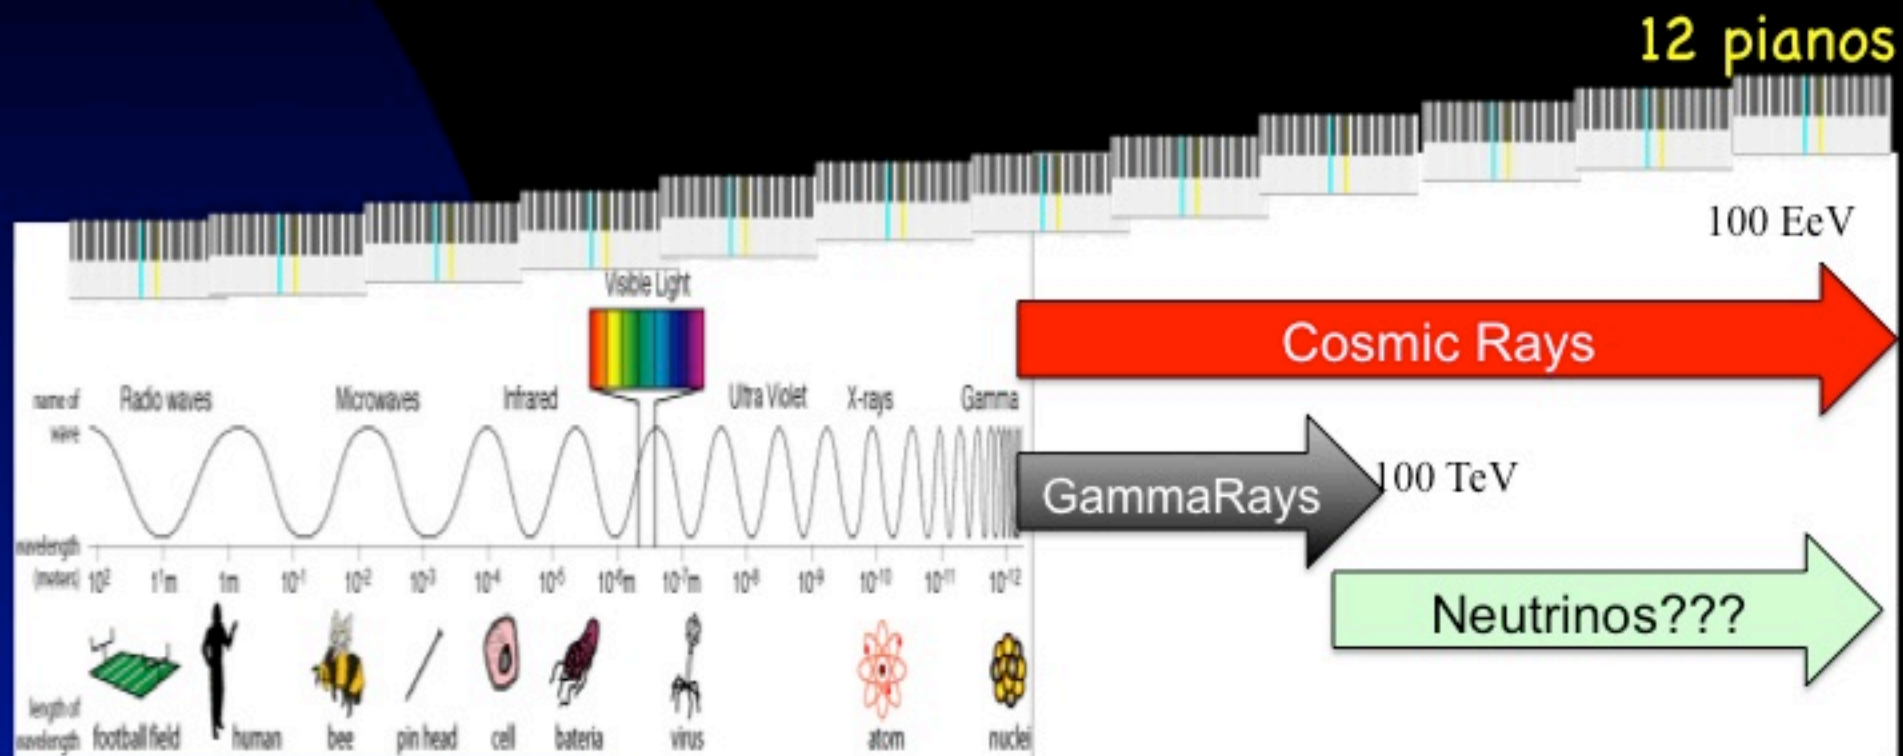 12 pianos
100 EeV
Visible Light
Cosmic Rays
name of wave
Radio waves
Microwaves
Infrared
Ultra Violet
X-rays
Gamma
GammaRays
100 TeV
wavelength (meters)
10² 1¹m 1m 10⁻¹ 10⁻² 10⁻³ 10⁻⁴ 10⁻⁵ 10⁻⁶m 10⁻⁷m 10⁻⁸ 10⁻⁹ 10⁻¹⁰ 10⁻¹¹ 10⁻¹²
Neutrinos???
length of wavelength
football field human bee pin head cell bateria virus atom nuclei